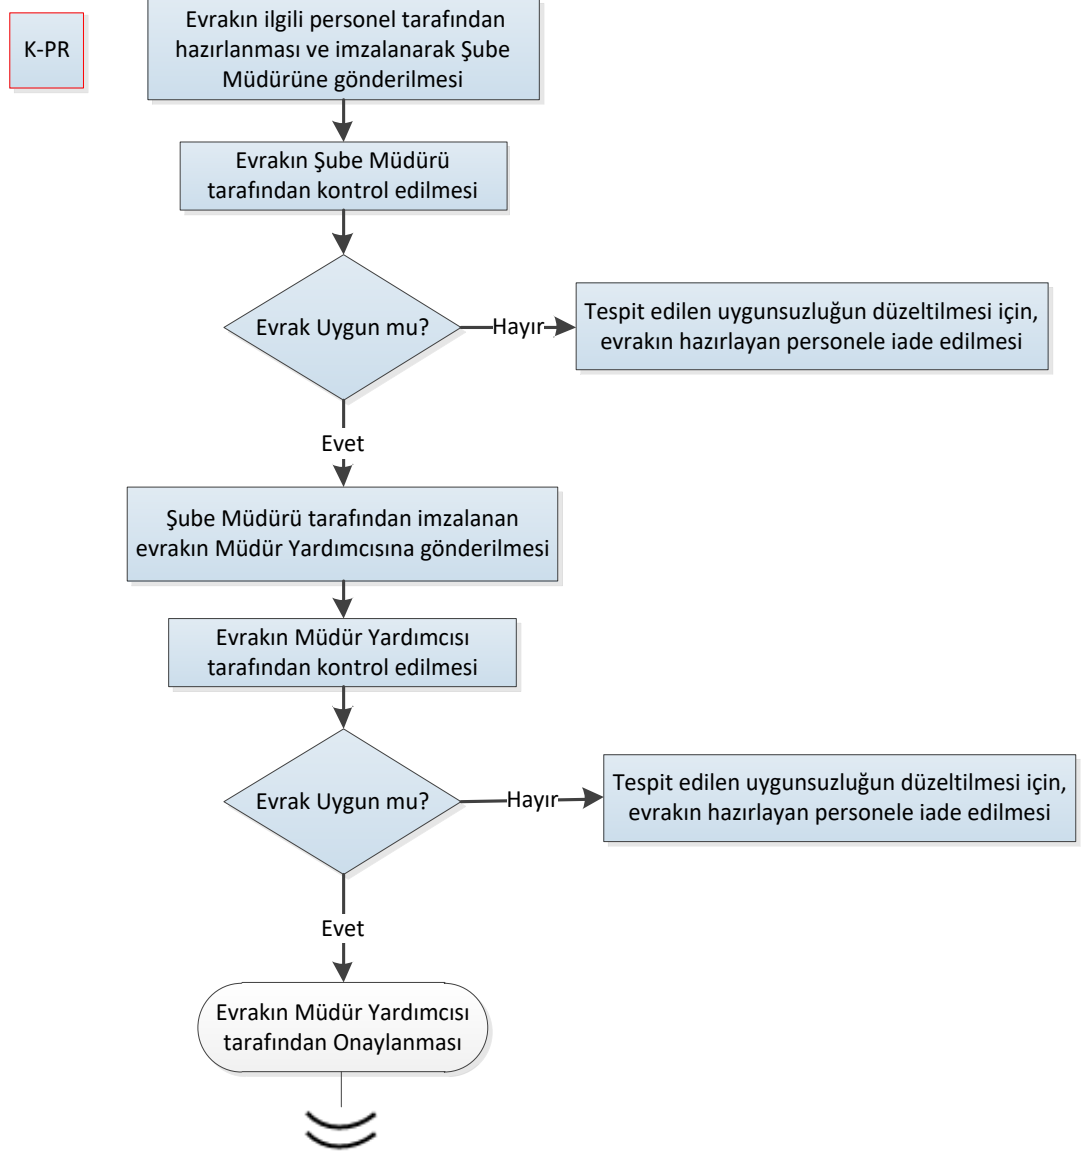 K-PR
Evrakın ilgili personel tarafından
hazırlanması ve imzalanarak Şube
Müdürüne gönderilmesi
Evrakın Şube Müdürü
tarafından kontrol edilmesi
Evrak Uygun mu?
Hayır
Tespit edilen uygunsuzluğun düzeltilmesi için,
evrakın hazırlayan personele iade edilmesi
Evet
Şube Müdürü tarafından imzalanan
evrakın Müdür Yardımcısına gönderilmesi
Evrakın Müdür Yardımcısı
tarafından kontrol edilmesi
Evrak Uygun mu?
Hayır
Tespit edilen uygunsuzluğun düzeltilmesi için,
evrakın hazırlayan personele iade edilmesi
Evet
Evrakın Müdür Yardımcısı
tarafından Onaylanması